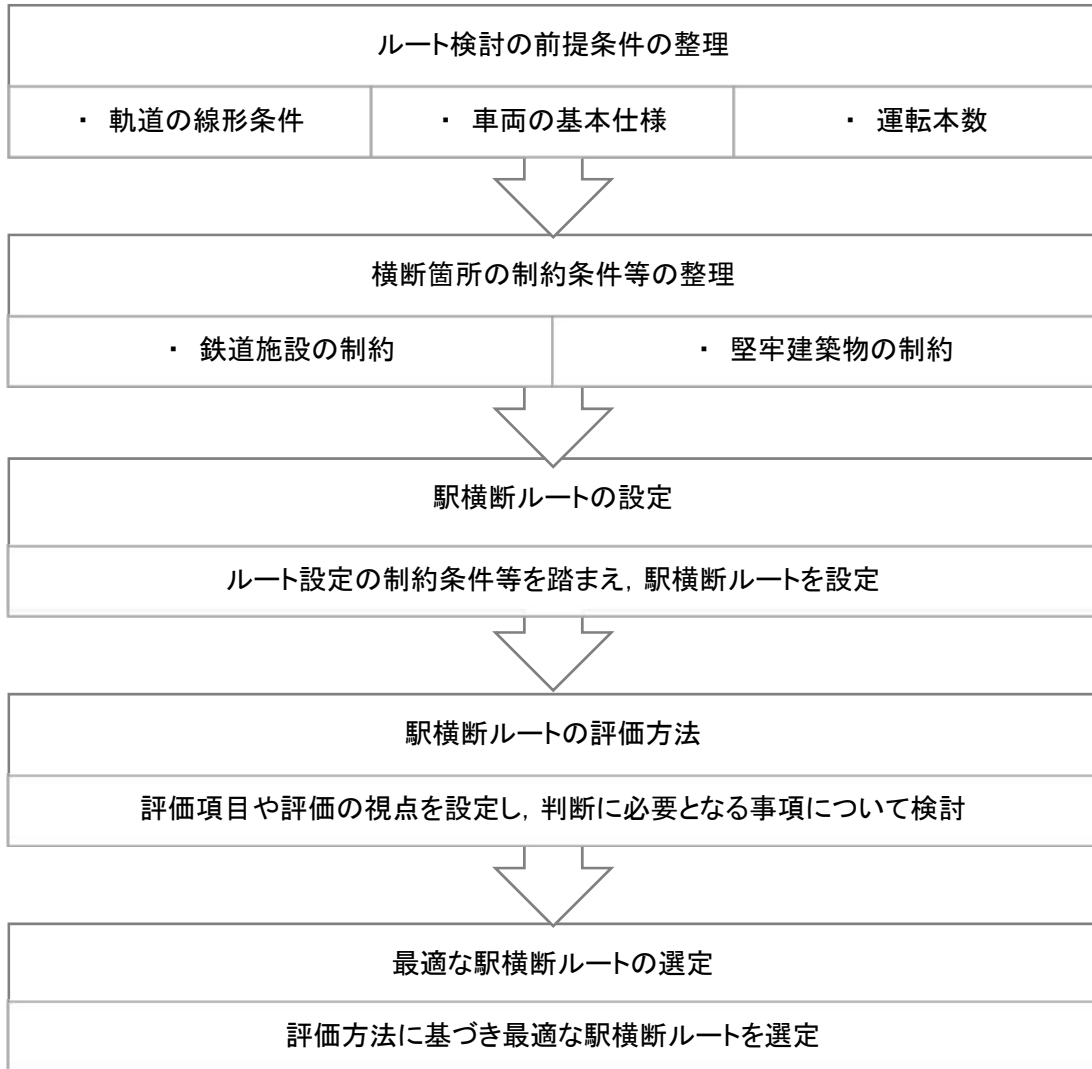 ルート検討の前提条件の整理
・ 軌道の線形条件
・ 車両の基本仕様
・ 運転本数
横断箇所の制約条件等の整理
・ 鉄道施設の制約
・ 堅牢建築物の制約
駅横断ルートの設定
ルート設定の制約条件等を踏まえ，駅横断ルートを設定
駅横断ルートの評価方法
評価項目や評価の視点を設定し，判断に必要となる事項について検討
最適な駅横断ルートの選定
評価方法に基づき最適な駅横断ルートを選定